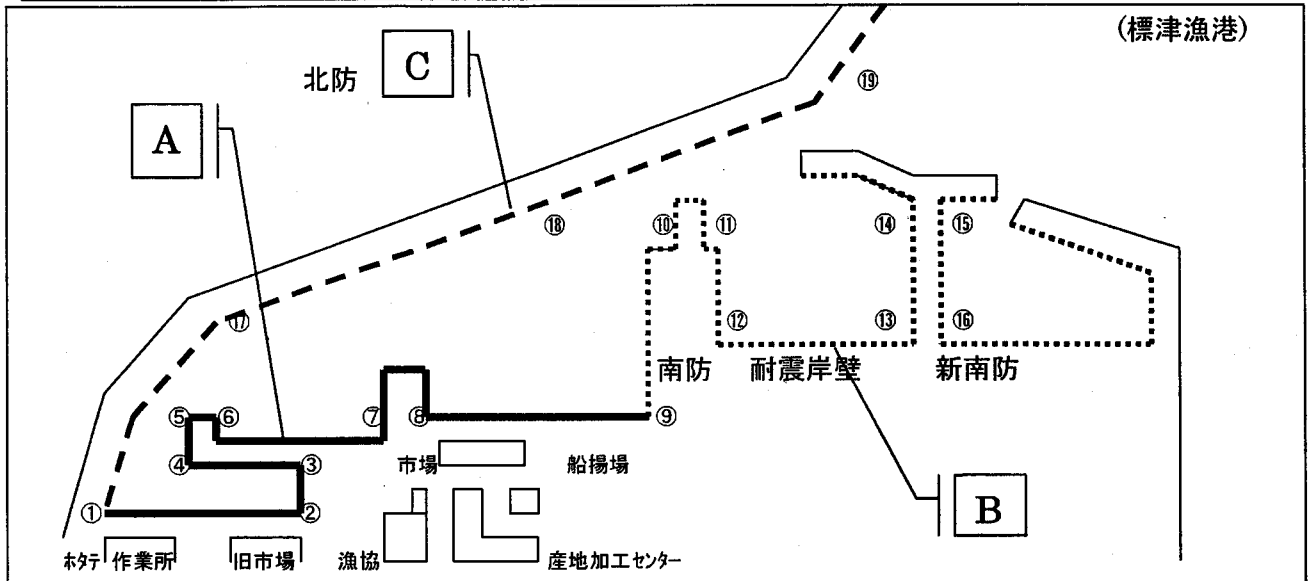 (標津漁港)
北防
C
A
⑲
⑱
⑩
⑪
⑭
⑮
⑰
⑫
⑬
⑯
南防
耐震岸壁
新南防
⑤
⑥
⑦
⑧
⑨
④
③
市場
船揚場
①
②
B
ホタテ
作業所
旧市場
漁協
産地加工センター